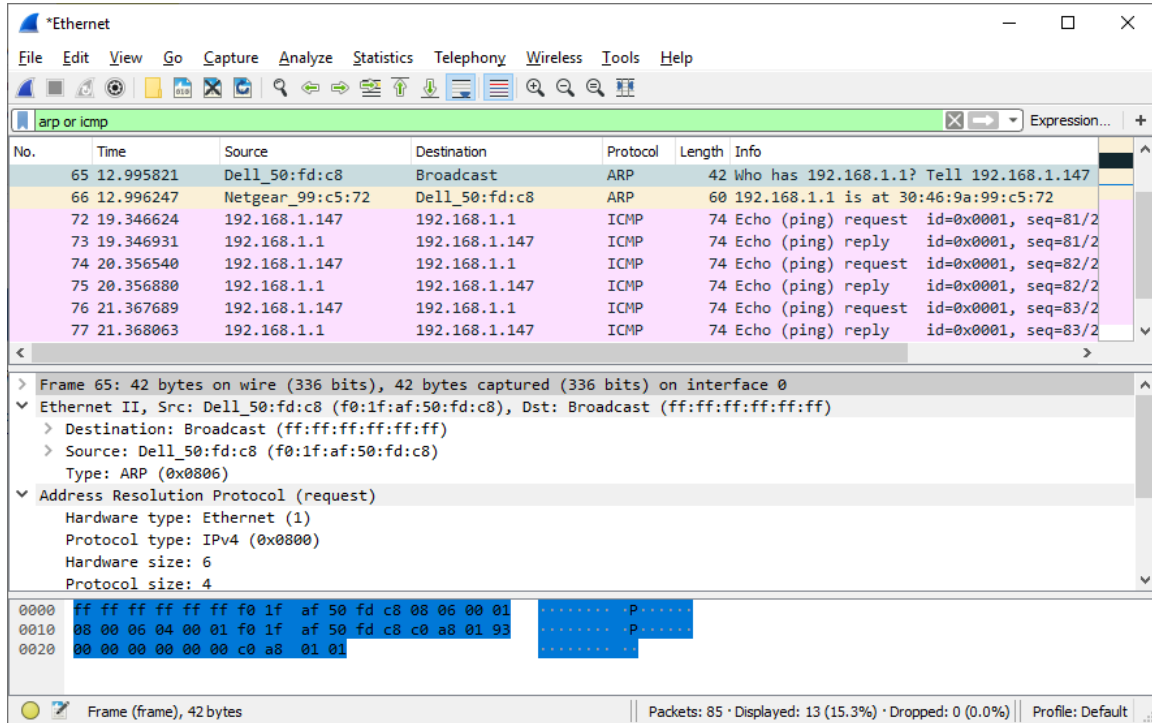 *Ethernet
File Edit View Go Capture Analyze Statistics Telephony Wireless Tools Help
arp or icmp Expression... +
No. Time Source Destination Protocol Length Info
65 12.995821 Dell_50:fd:c8 Broadcast ARP 42 Who has 192.168.1.1? Tell 192.168.1.147
66 12.996247 Netgear_99:c5:72 Dell_50:fd:c8 ARP 60 192.168.1.1 is at 30:46:9a:99:c5:72
72 19.346624 192.168.1.147 192.168.1.1 ICMP 74 Echo (ping) request id=0x0001, seq=81/2
73 19.346931 192.168.1.1 192.168.1.147 ICMP 74 Echo (ping) reply id=0x0001, seq=81/2
74 20.356540 192.168.1.147 192.168.1.1 ICMP 74 Echo (ping) request id=0x0001, seq=82/2
75 20.356880 192.168.1.1 192.168.1.147 ICMP 74 Echo (ping) reply id=0x0001, seq=82/2
76 21.367689 192.168.1.147 192.168.1.1 ICMP 74 Echo (ping) request id=0x0001, seq=83/2
77 21.368063 192.168.1.1 192.168.1.147 ICMP 74 Echo (ping) reply id=0x0001, seq=83/2
> Frame 65: 42 bytes on wire (336 bits), 42 bytes captured (336 bits) on interface 0
Ethernet II, Src: Dell_50:fd:c8 (f0:1f:af:50:fd:c8), Dst: Broadcast (ff:ff:ff:ff:ff:ff)
> Destination: Broadcast (ff:ff:ff:ff:ff:ff)
> Source: Dell_50:fd:c8 (f0:1f:af:50:fd:c8)
Type: ARP (0x0806)
Address Resolution Protocol (request)
Hardware type: Ethernet (1)
Protocol type: IPv4 (0x0800)
Hardware size: 6
Protocol size: 4
0000 ff ff ff ff ff ff f0 1f af 50 fd c8 08 06 00 01 ········ ·P······
0010 08 00 06 04 00 01 f0 1f af 50 fd c8 c0 a8 01 93 ········ ·P······
0020 00 00 00 00 00 00 c0 a8 01 01 ········ ··
Frame (frame), 42 bytes Packets: 85 · Displayed: 13 (15.3%) · Dropped: 0 (0.0%) Profile: Default